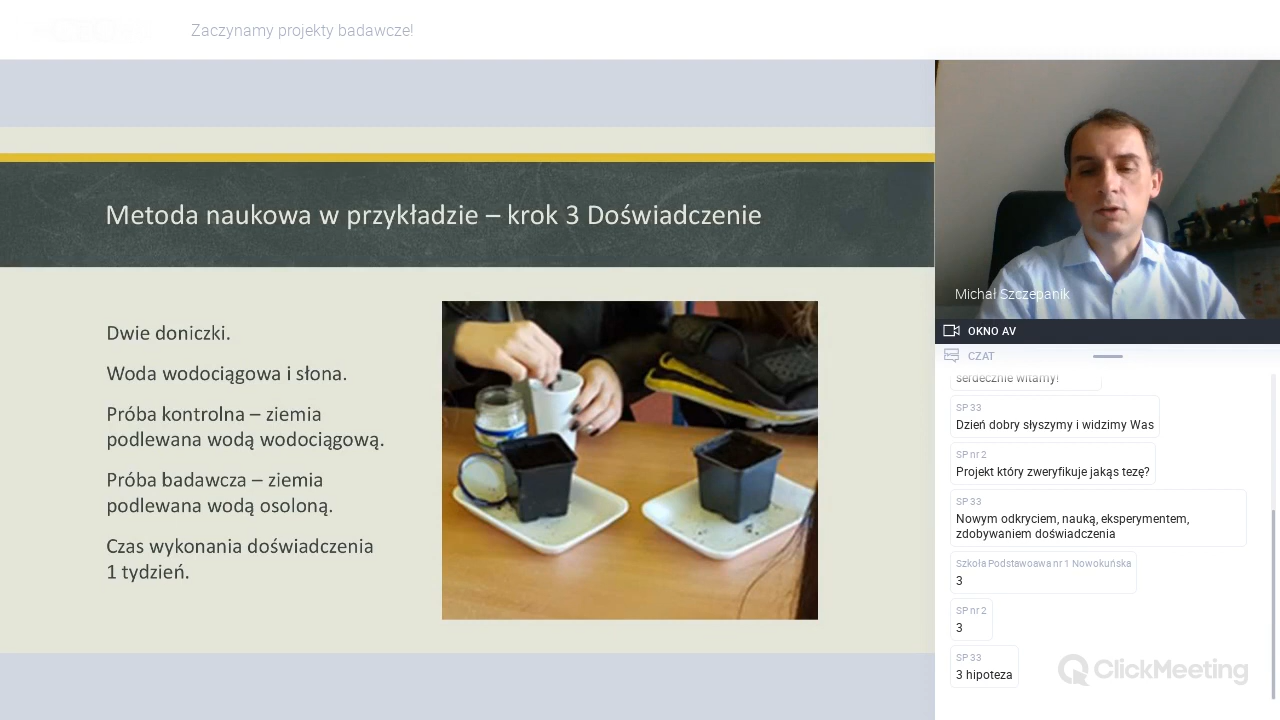 Zaczynamy projekty badawcze!
Metoda naukowa w przykładzie – krok 3 Doświadczenie
Dwie doniczki.
Woda wodociągowa i słona.
Próba kontrolna – ziemia
podlewana wodą wodociągową.
Próba badawcza – ziemia
podlewana wodą osoloną.
Czas wykonania doświadczenia
1 tydzień.
Michał Szczepanik
OKNO AV
CZAT
serdecznie witamy!
SP 33
Dzień dobry słyszymy i widzimy Was
SP nr 2
Projekt który zweryfikuje jakąs tezę?
SP 33
Nowym odkryciem, nauką, eksperymentem,
zdobywaniem doświadczenia
Szkoła Podstawoawa nr 1 Nowokuńska
3
SP nr 2
3
SP 33
3 hipoteza
ClickMeeting